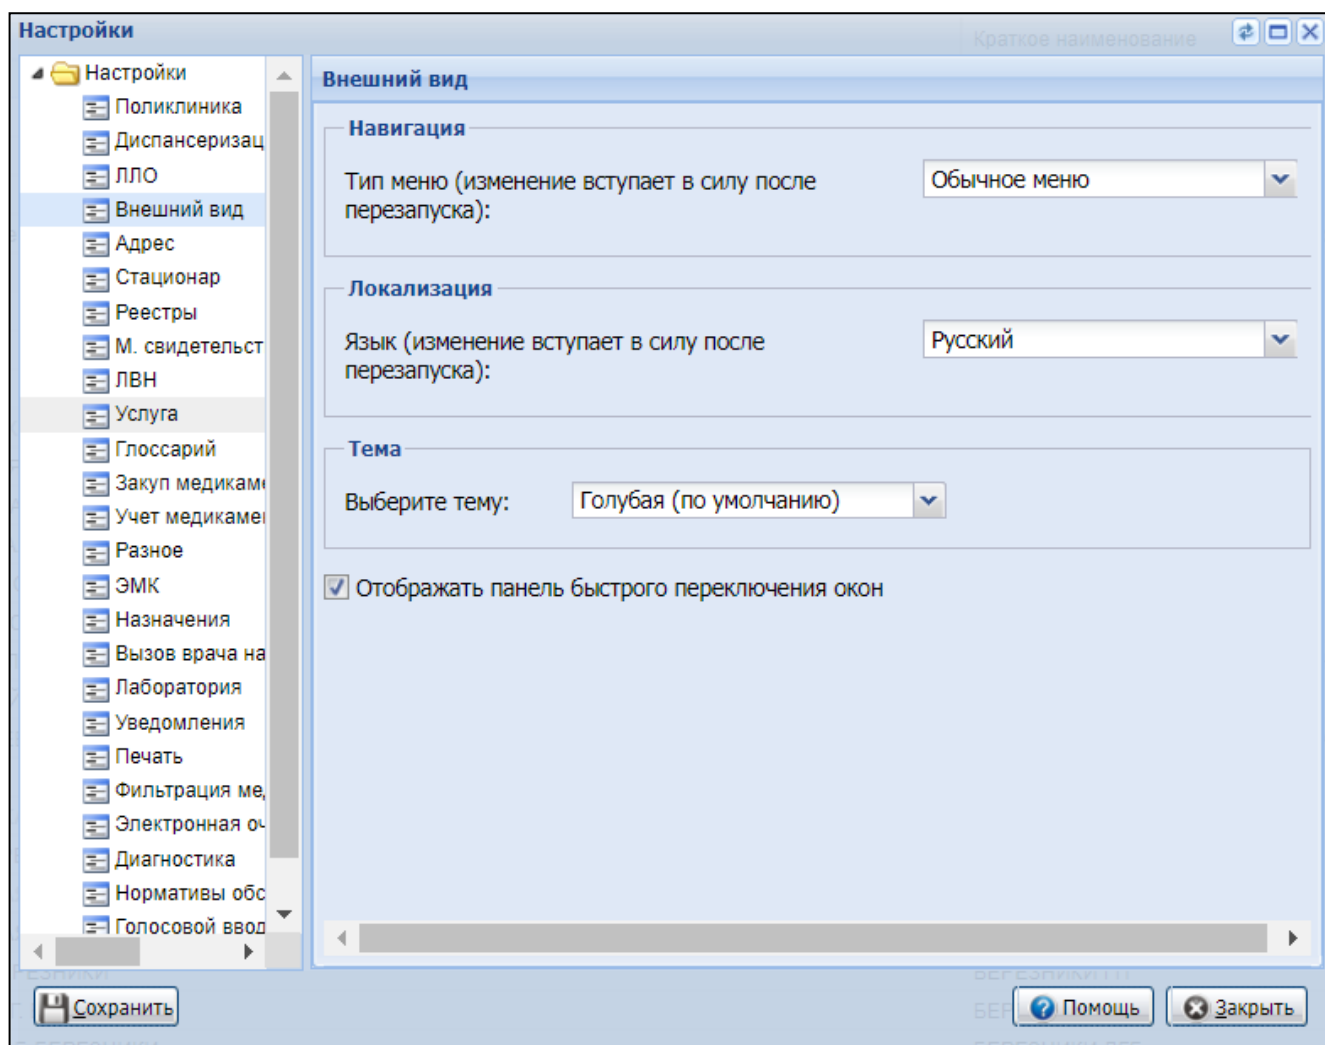 Настройки
Краткое наименование
Настройки
Поликлиника
Диспансеризац
ЛЛО
Внешний вид
Адрес
Стационар
Реестры
М. свидетельст
ЛВН
Услуга
Глоссарий
Закуп медикаме
Учет медикамен
Разное
ЭМК
Назначения
Вызов врача на
Лаборатория
Уведомления
Печать
Фильтрация ме
Электронная оч
Диагностика
Нормативы обс
Голосовой ввод
Внешний вид
Навигация
Тип меню (изменение вступает в силу после
перезапуска):
Обычное меню
Локализация
Язык (изменение вступает в силу после
перезапуска):
Русский
Тема
Выберите тему:
Голубая (по умолчанию)
Отображать панель быстрого переключения окон
Сохранить
Помощь
Закрыть